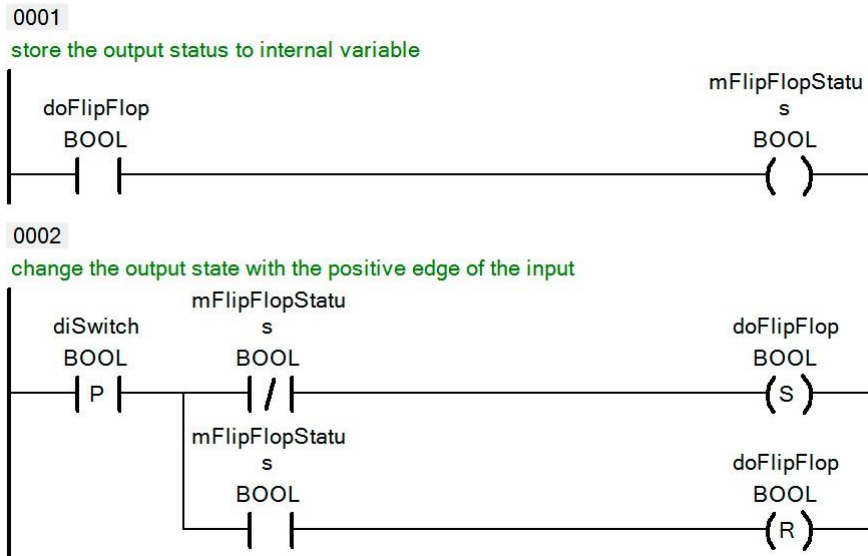 0001
store the output status to internal variable
doFlipFlop
BOOL
mFlipFlopStatu
s
BOOL
0002
change the output state with the positive edge of the input
diSwitch
BOOL
P
mFlipFlopStatu
s
BOOL
doFlipFlop
BOOL
S
mFlipFlopStatu
s
BOOL
doFlipFlop
BOOL
R